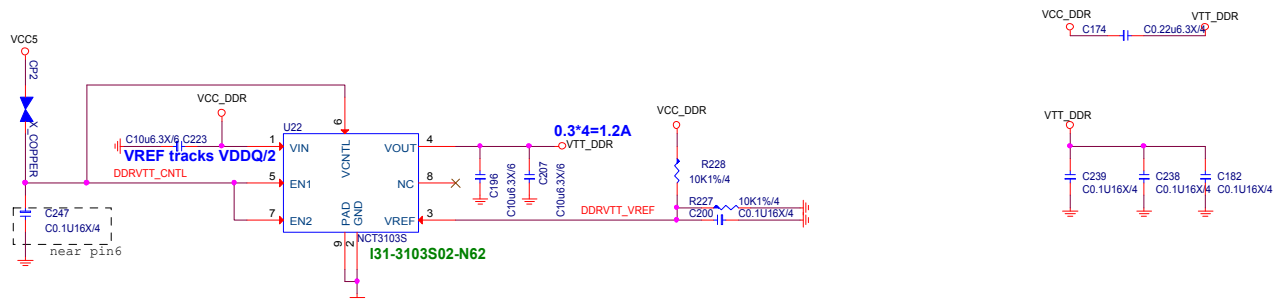 VCC5
CP2
X_COPPER
C247
C0.1U16X/4
near pin6
DDRVTT_CNTL
VCC_DDR
C10u6.3X/6
C223
VREF tracks VDDQ/2
U22
1
VIN
5
EN1
7
EN2
6
VCNTL
PAD
GND
9
2
4
VOUT
8
NC
3
VREF
NCT3103S
I31-3103S02-N62
C196
C10u6.3X/6
C207
C10u6.3X/6
0.3*4=1.2A
VTT_DDR
DDRVTT_VREF
VCC_DDR
R228
10K1%/4
R227
10K1%/4
C200
C0.1U16X/4
VCC_DDR
C174
C0.22u6.3X/4
VTT_DDR
VTT_DDR
C239
C0.1U16X/4
C238
C0.1U16X/4
C182
C0.1U16X/4